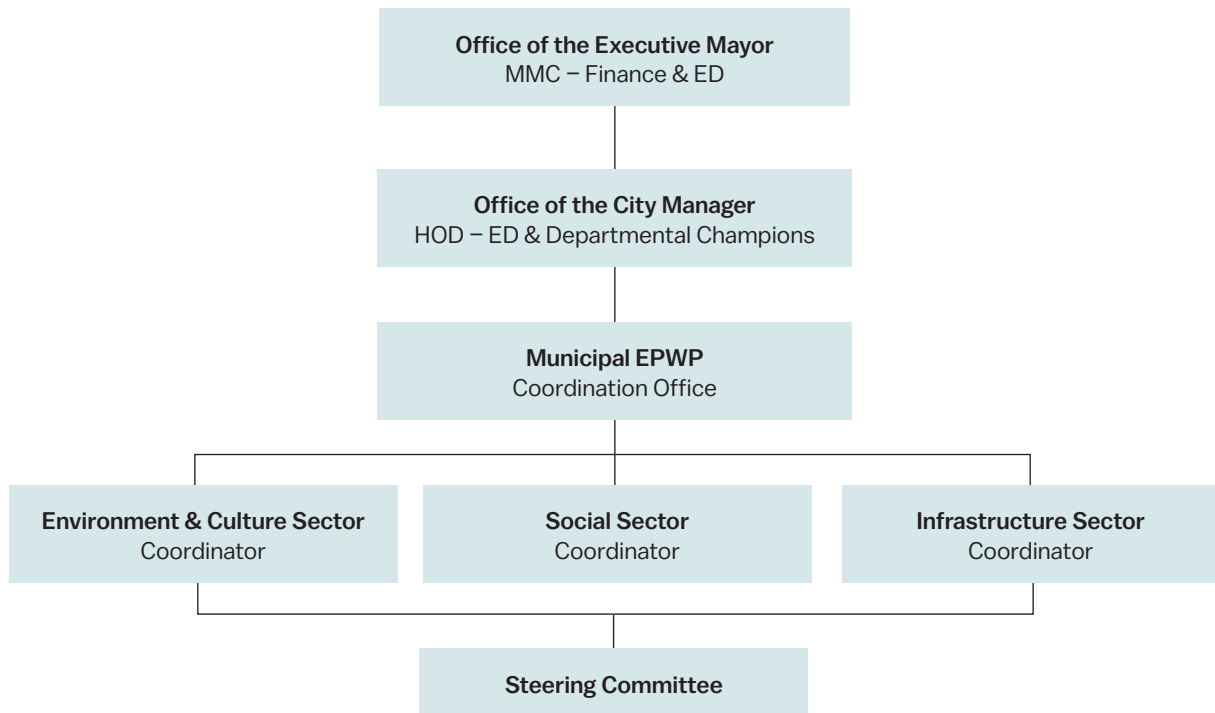 Office of the Executive Mayor
MMC – Finance & ED
Office of the City Manager
HOD – ED & Departmental Champions
Municipal EPWP
Coordination Office
Environment & Culture Sector
Coordinator
Social Sector
Coordinator
Infrastructure Sector
Coordinator
Steering Committee